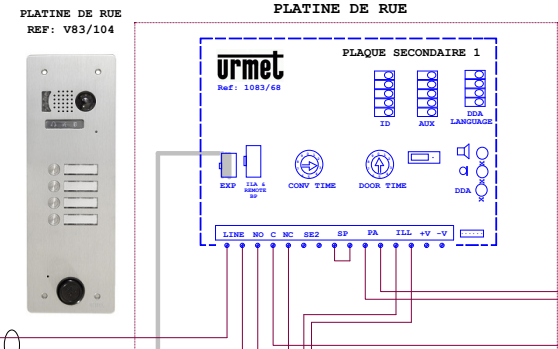 PLATINE DE RUE
REF: V83/104
PLATINE DE RUE
PLAQUE SECONDAIRE 1
urmet
Ref: 1083/68
ID
AUX
DDA
LANGUAGE
EXP
ILA &
REMOTE
BP
CONV TIME
DOOR TIME
DDA
LINE NO C NC SE2 SP PA ILL +V -V